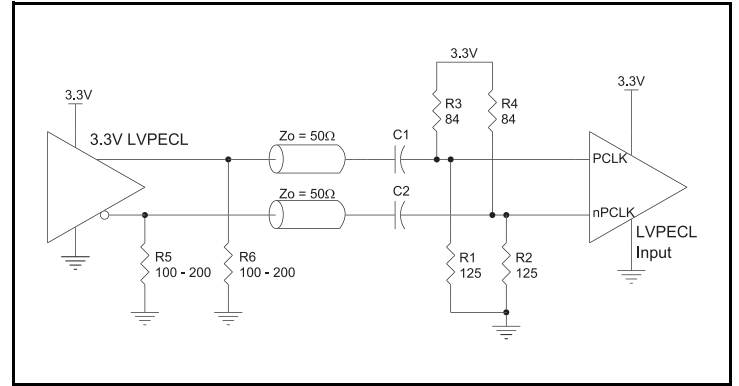 3.3V
3.3V
3.3V
3.3V LVPECL
R3
84
R4
84
Zo = 50Ω
C1
PCLK
Zo = 50Ω
C2
nPCLK
LVPECL
Input
R5
100 - 200
R6
100 - 200
R1
125
R2
125